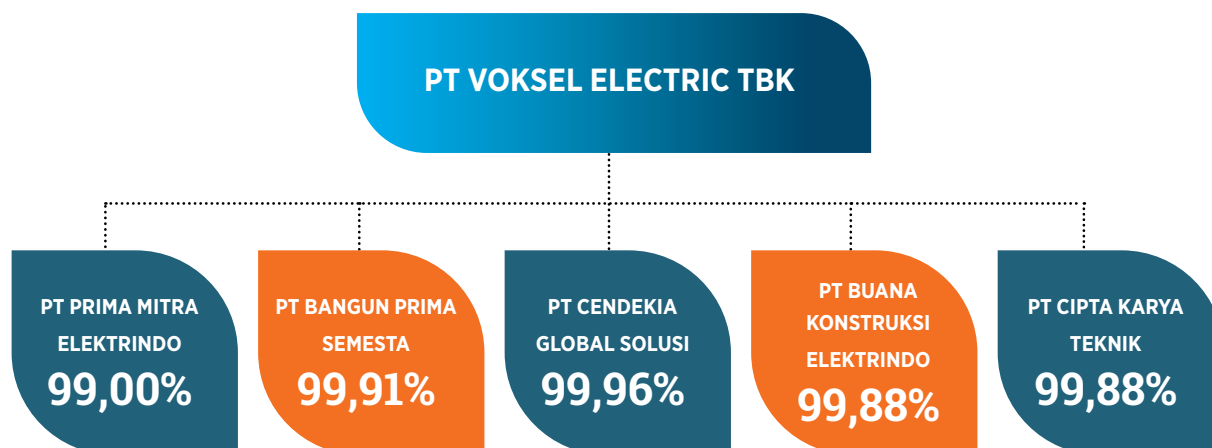 PT VOKSEL ELECTRIC TBK
PT PRIMA MITRA
ELEKTRINDO
99,00%
PT BANGUN PRIMA
SEMESTA
99,91%
PT CENDEKIA
GLOBAL SOLUSI
99,96%
PT BUANA
KONSTRUKSI
ELEKTRINDO
99,88%
PT CIPTA KARYA
TEKNIK
99,88%